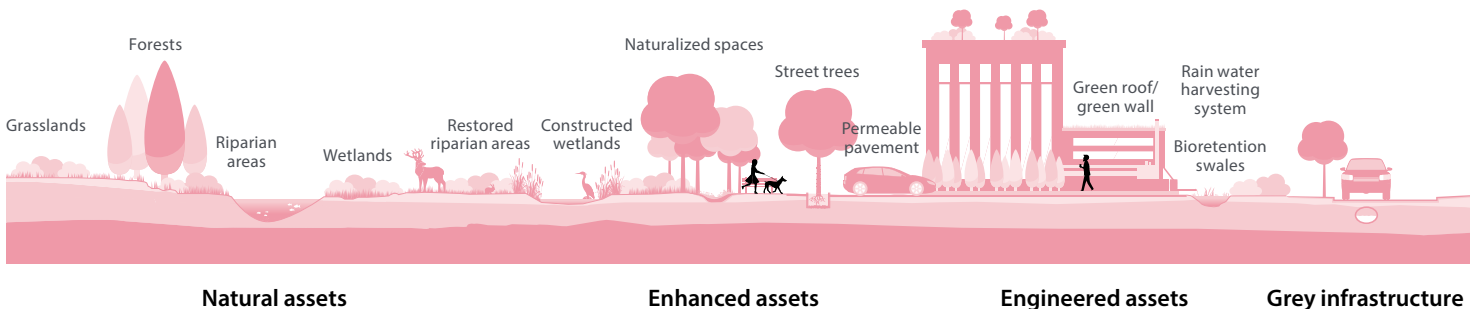 Forests
Grasslands
Riparian
areas
Wetlands
Restored
riparian areas
Constructed
wetlands
Naturalized spaces
Street trees
Permeable
pavement
Green roof/
green wall
Rain water
harvesting
system
Bioretention
swales
Natural assets
Enhanced assets
Engineered assets
Grey infrastructure